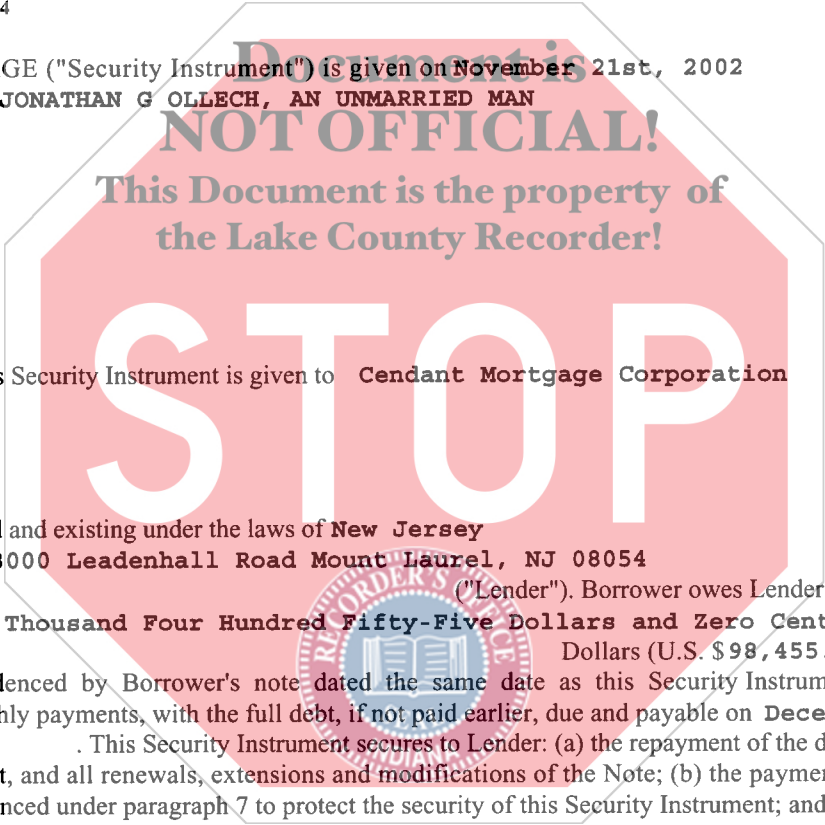 4
GE ("Security Instrument") is given on November 21st, 2002
JONATHAN G OLLECH, AN UNMARRIED MAN
Document is
NOT OFFICIAL!
This Document is the property of
the Lake County Recorder!
STOP
s Security Instrument is given to Cendant Mortgage Corporation
and existing under the laws of New Jersey
3000 Leadenhall Road Mount Laurel, NJ 08054
("Lender"). Borrower owes Lender
Thousand Four Hundred Fifty-Five Dollars and Zero Cent
Dollars (U.S. $98,455.
RECORDER'S OFFICE
INDIANA
denced by Borrower's note dated the same date as this Security Instrum
hly payments, with the full debt, if not paid earlier, due and payable on Dece
. This Security Instrument secures to Lender: (a) the repayment of the d
t, and all renewals, extensions and modifications of the Note; (b) the paymen
nced under paragraph 7 to protect the security of this Security Instrument; and